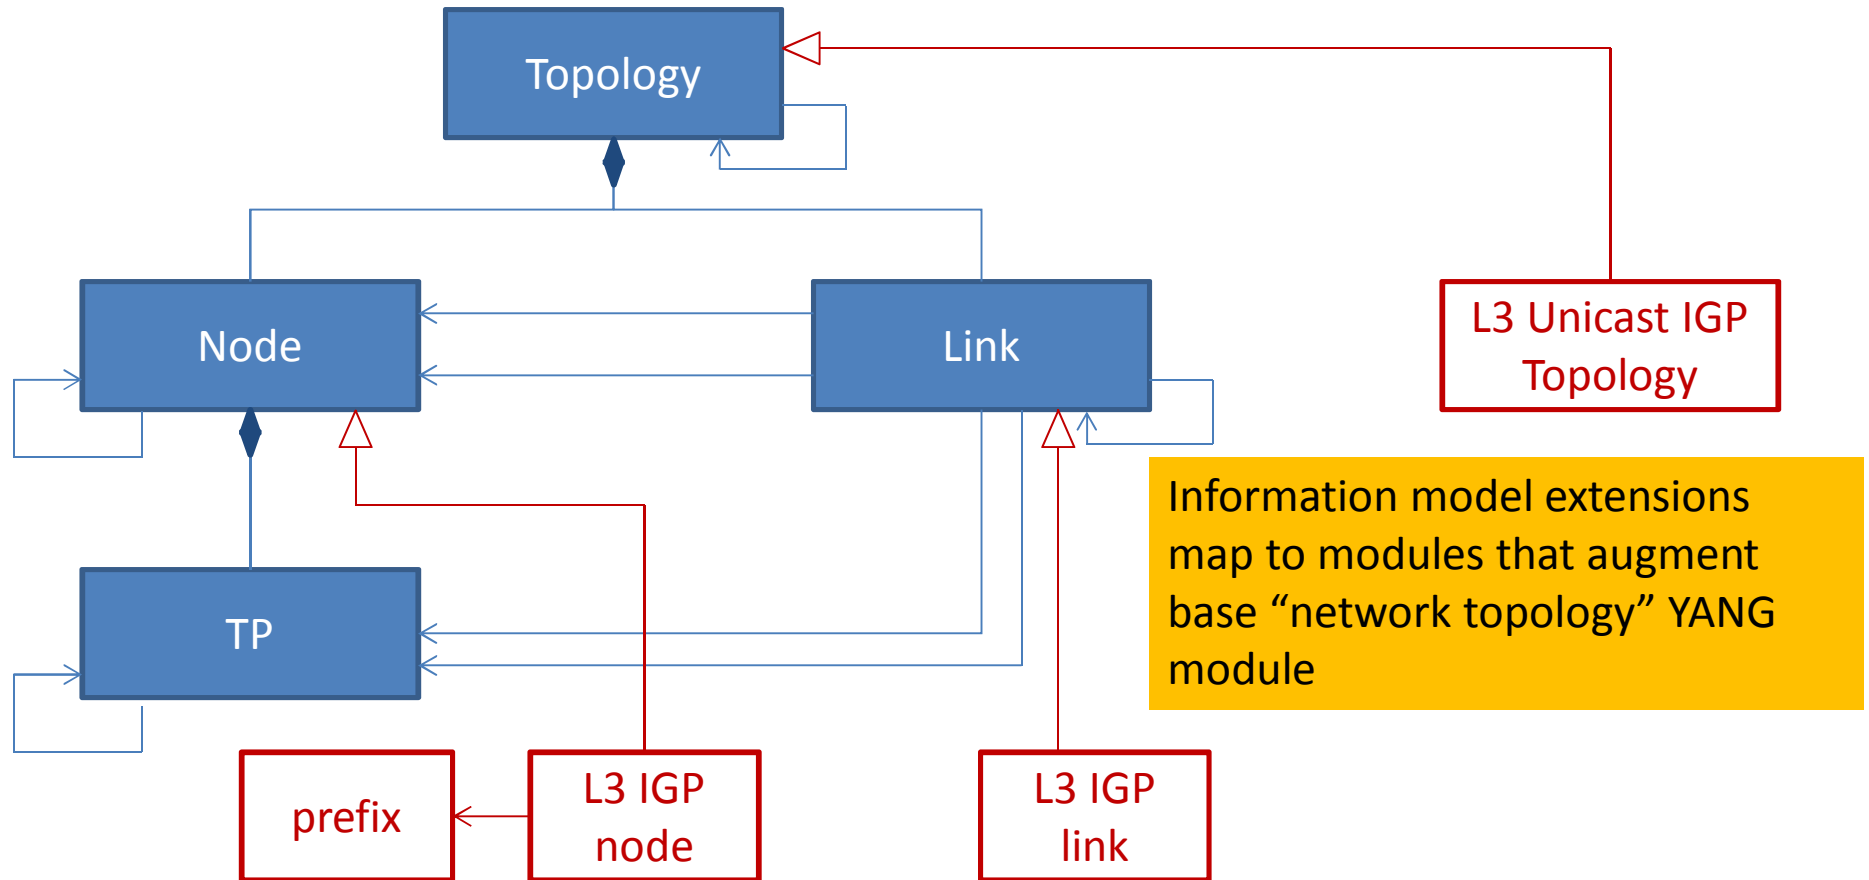 Topology
Node
Link
L3 Unicast IGP
Topology
Information model extensions
map to modules that augment
base “network topology” YANG
module
TP
prefix
L3 IGP
node
L3 IGP
link